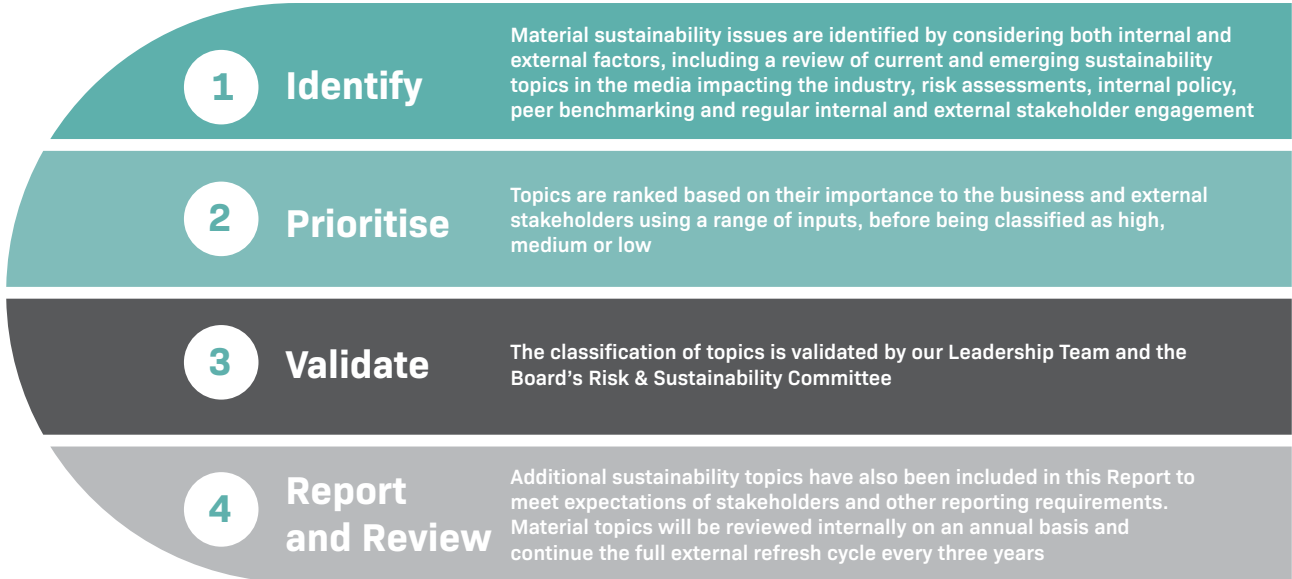 1
Identify
Material sustainability issues are identified by considering both internal and
external factors, including a review of current and emerging sustainability
topics in the media impacting the industry, risk assessments, internal policy,
peer benchmarking and regular internal and external stakeholder engagement
2
Prioritise
Topics are ranked based on their importance to the business and external
stakeholders using a range of inputs, before being classified as high,
medium or low
3
Validate
The classification of topics is validated by our Leadership Team and the
Board’s Risk & Sustainability Committee
4
Report
and Review
Additional sustainability topics have also been included in this Report to
meet expectations of stakeholders and other reporting requirements.
Material topics will be reviewed internally on an annual basis and
continue the full external refresh cycle every three years